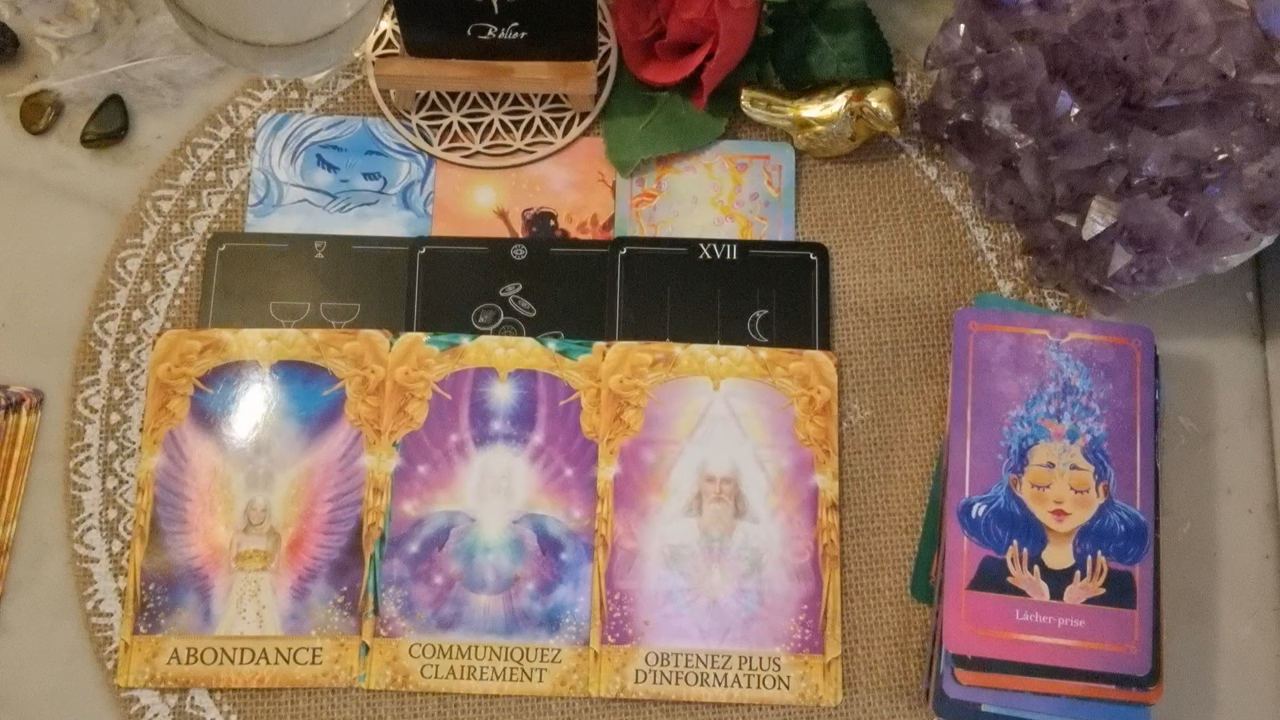 Bélier
XVII
ABONDANCE
COMMUNIQUEZ
CLAIREMENT
OBTENEZ PLUS
D'INFORMATION
Lâcher-prise